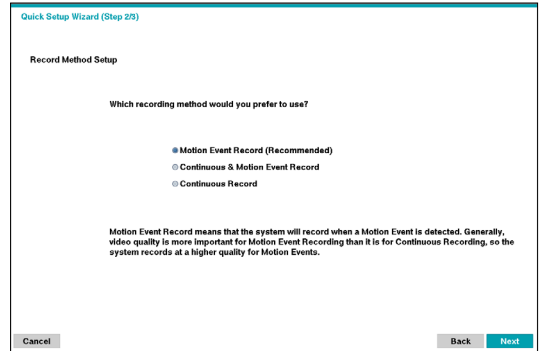 Quick Setup Wizard (Step 2/3)
Record Method Setup
Which recording method would you prefer to use?
Motion Event Record (Recommended)
Continuous & Motion Event Record
Continuous Record
Motion Event Record means that the system will record when a Motion Event is detected. Generally,
video quality is more important for Motion Event Recording than it is for Continuous Recording, so the
system records at a higher quality for Motion Events.
Cancel Back Next